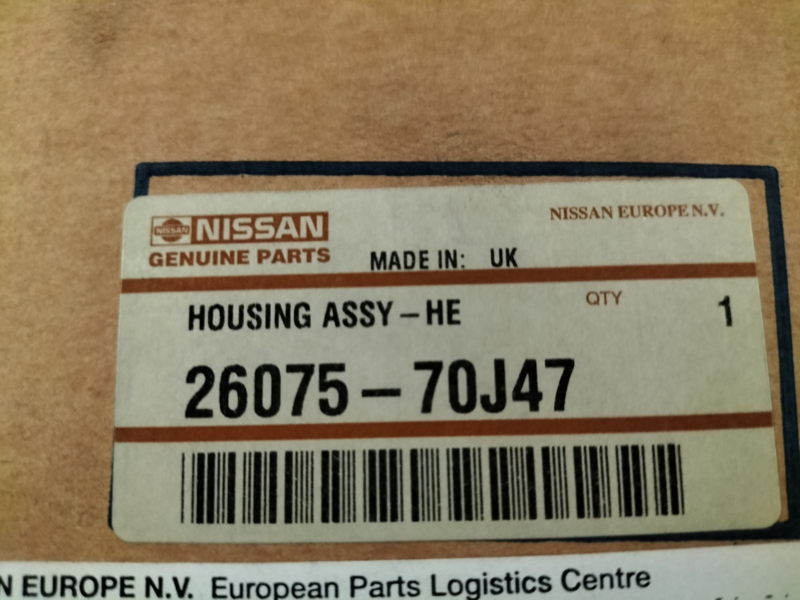 NISSAN NISSAN
NISSAN EUROPE N.V.
GENUINE PARTS
MADE IN: UK
HOUSING ASSY-HE
QTY 1
26075-70J47
N EUROPE N.V. European Parts Logistics Centre